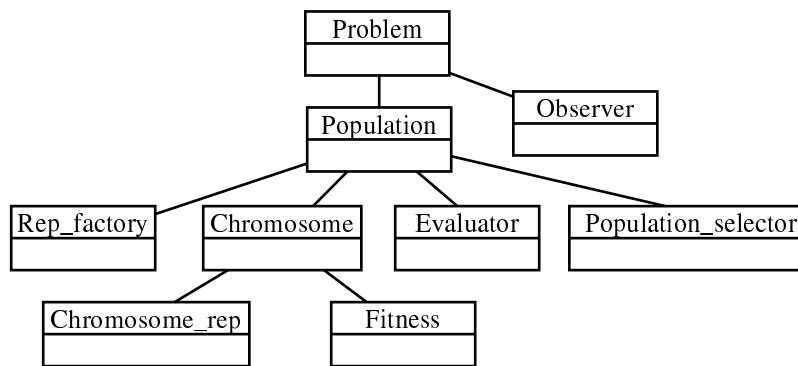 Problem
Observer
Population
Rep_factory
Chromosome
Evaluator
Population_selector
Chromosome_rep
Fitness